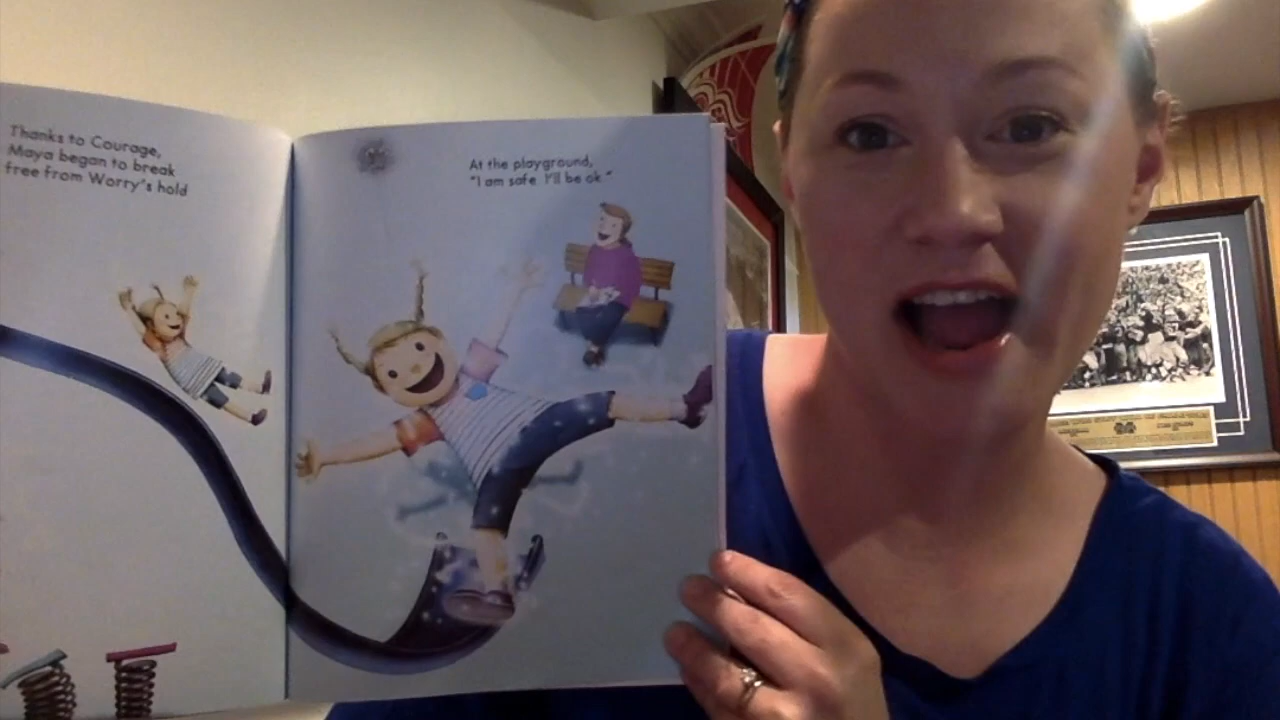 Thanks to Courage,
Maya began to break
free from Worry's hold
At the playground,
"I am safe. I'll be ok."